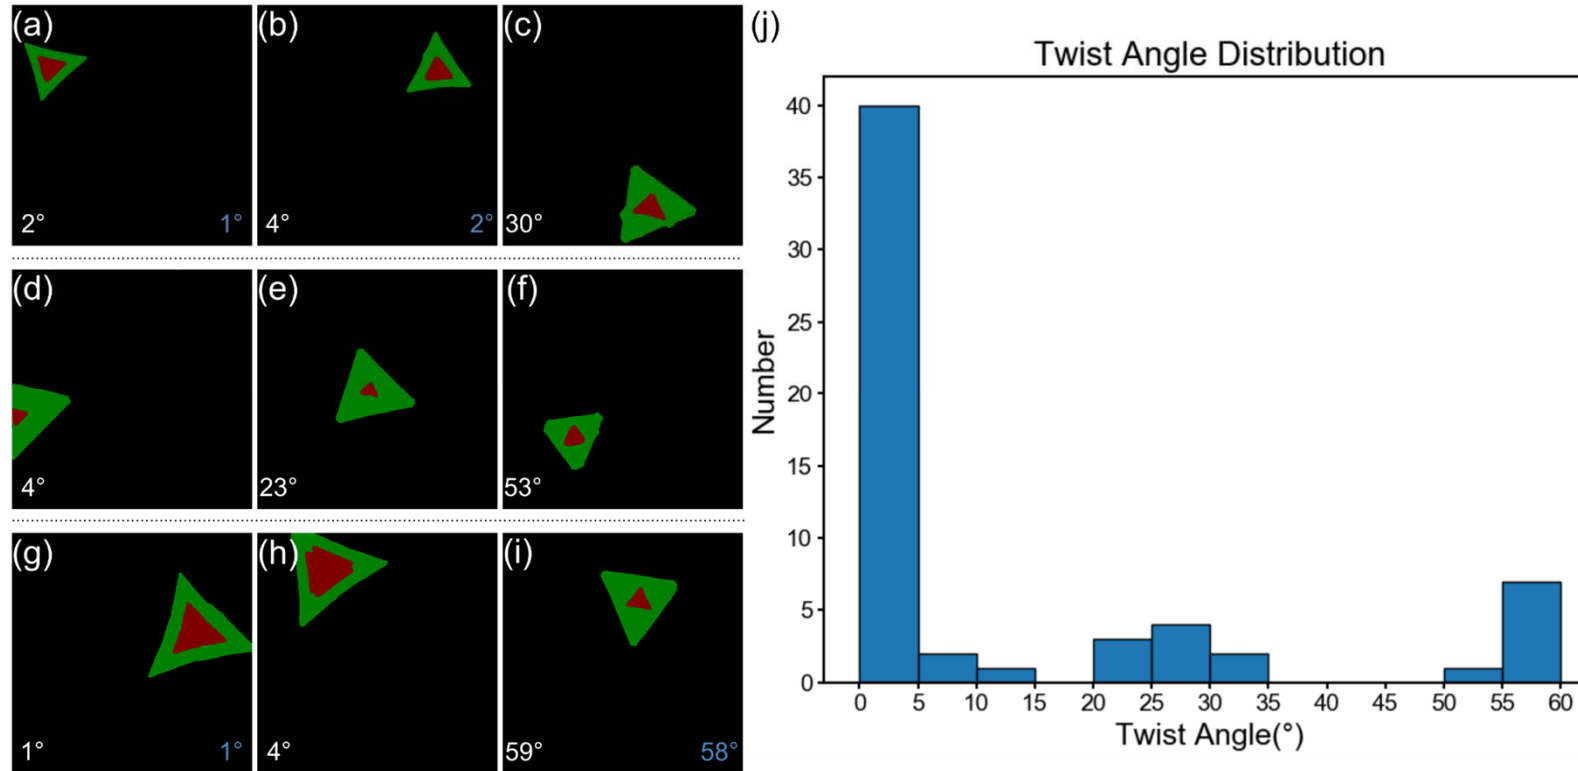 (a)
(b)
(c)
(j)
2°
1°
4°
2°
30°
(d)
(e)
(f)
4°
23°
53°
(g)
(h)
(i)
1°
1°
4°
59°
58°
Twist Angle Distribution
Number
40
35
30
25
20
15
10
5
0
0 5 10 15 20 25 30 35 40 45 50 55 60
Twist Angle(°)